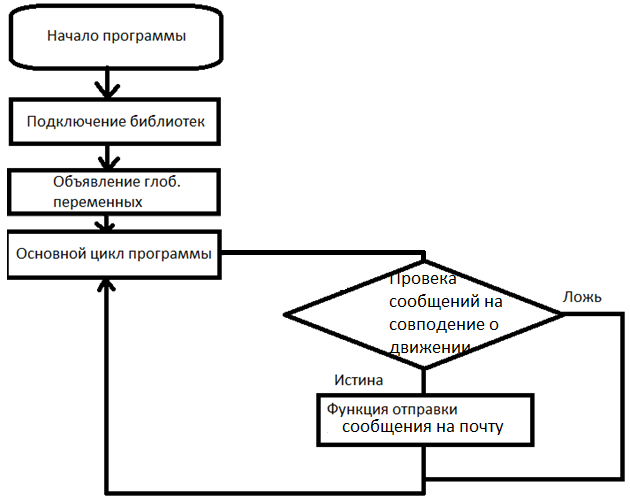 Начало программы
Подключение библиотек
Объявление глоб.
переменных
Основной цикл программы
Провека
сообщений на
совподение о
движении
Ложь
Истина
Функция отправки
сообщения на почту